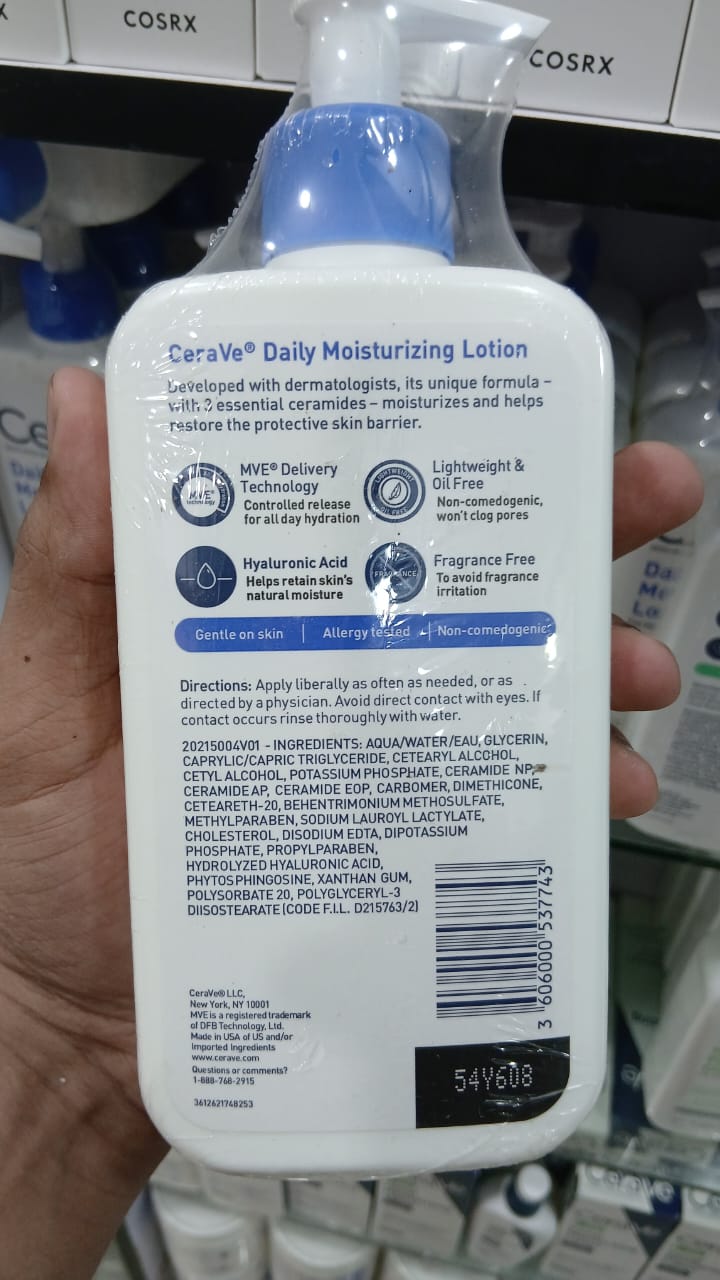 COSRX
COSRX
CeraVe® Daily Moisturizing Lotion
Developed with dermatologists, its unique formula –
with 3 essential ceramides – moisturizes and helps
restore the protective skin barrier.
MVE® Delivery
Technology
Controlled release
for all day hydration
MVE®
technology
Lightweight &
Oil Free
Non-comedogenic,
won't clog pores
LIGHTWEIGHT
OIL FREE
Hyaluronic Acid
Helps retain skin's
natural moisture
Fragrance Free
To avoid fragrance
irritation
FRAGRANCE
Gentle on skin | Allergy tested | Non-comedogenic
Directions: Apply liberally as often as needed, or as
directed by a physician. Avoid direct contact with eyes. If
contact occurs rinse thoroughly with water.
20215004V01 - INGREDIENTS: AQUA/WATER/EAU, GLYCERIN,
CAPRYLIC/CAPRIC TRIGLYCERIDE, CETEARYL ALCOHOL,
CETYL ALCOHOL, POTASSIUM PHOSPHATE, CERAMIDE NP,
CERAMIDE AP, CERAMIDE EOP, CARBOMER, DIMETHICONE,
CETEARETH-20, BEHENTRIMONIUM METHOSULFATE,
METHYLPARABEN, SODIUM LAUROYL LACTYLATE,
CHOLESTEROL, DISODIUM EDTA, DIPOTASSIUM
PHOSPHATE, PROPYLPARABEN,
HYDROLYZED HYALURONIC ACID,
PHYTOSPHINGOSINE, XANTHAN GUM,
POLYSORBATE 20, POLYGLYCERYL-3
DIISOSTEARATE (CODE F.I.L. D215763/2)
3 606000 537743
CeraVe® LLC,
New York, NY 10001
MVE is a registered trademark
of DFB Technology, Ltd.
Made in USA of US and/or
Imported Ingredients
www.cerave.com
Questions or comments?
1-888-768-2915
3612621748253
54Y608